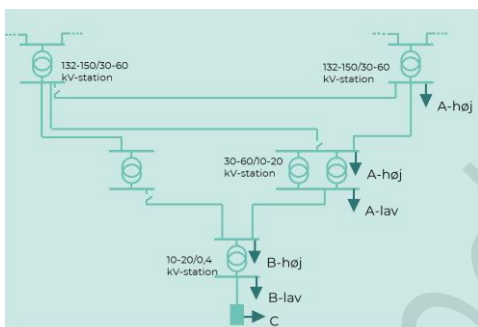 132-150/30-60
kV-station
132-150/30-60
kV-station
A-høj
30-60/10-20
kV-station
A-høj
A-lav
10-20/0,4
kV-station
B-høj
B-lav
C